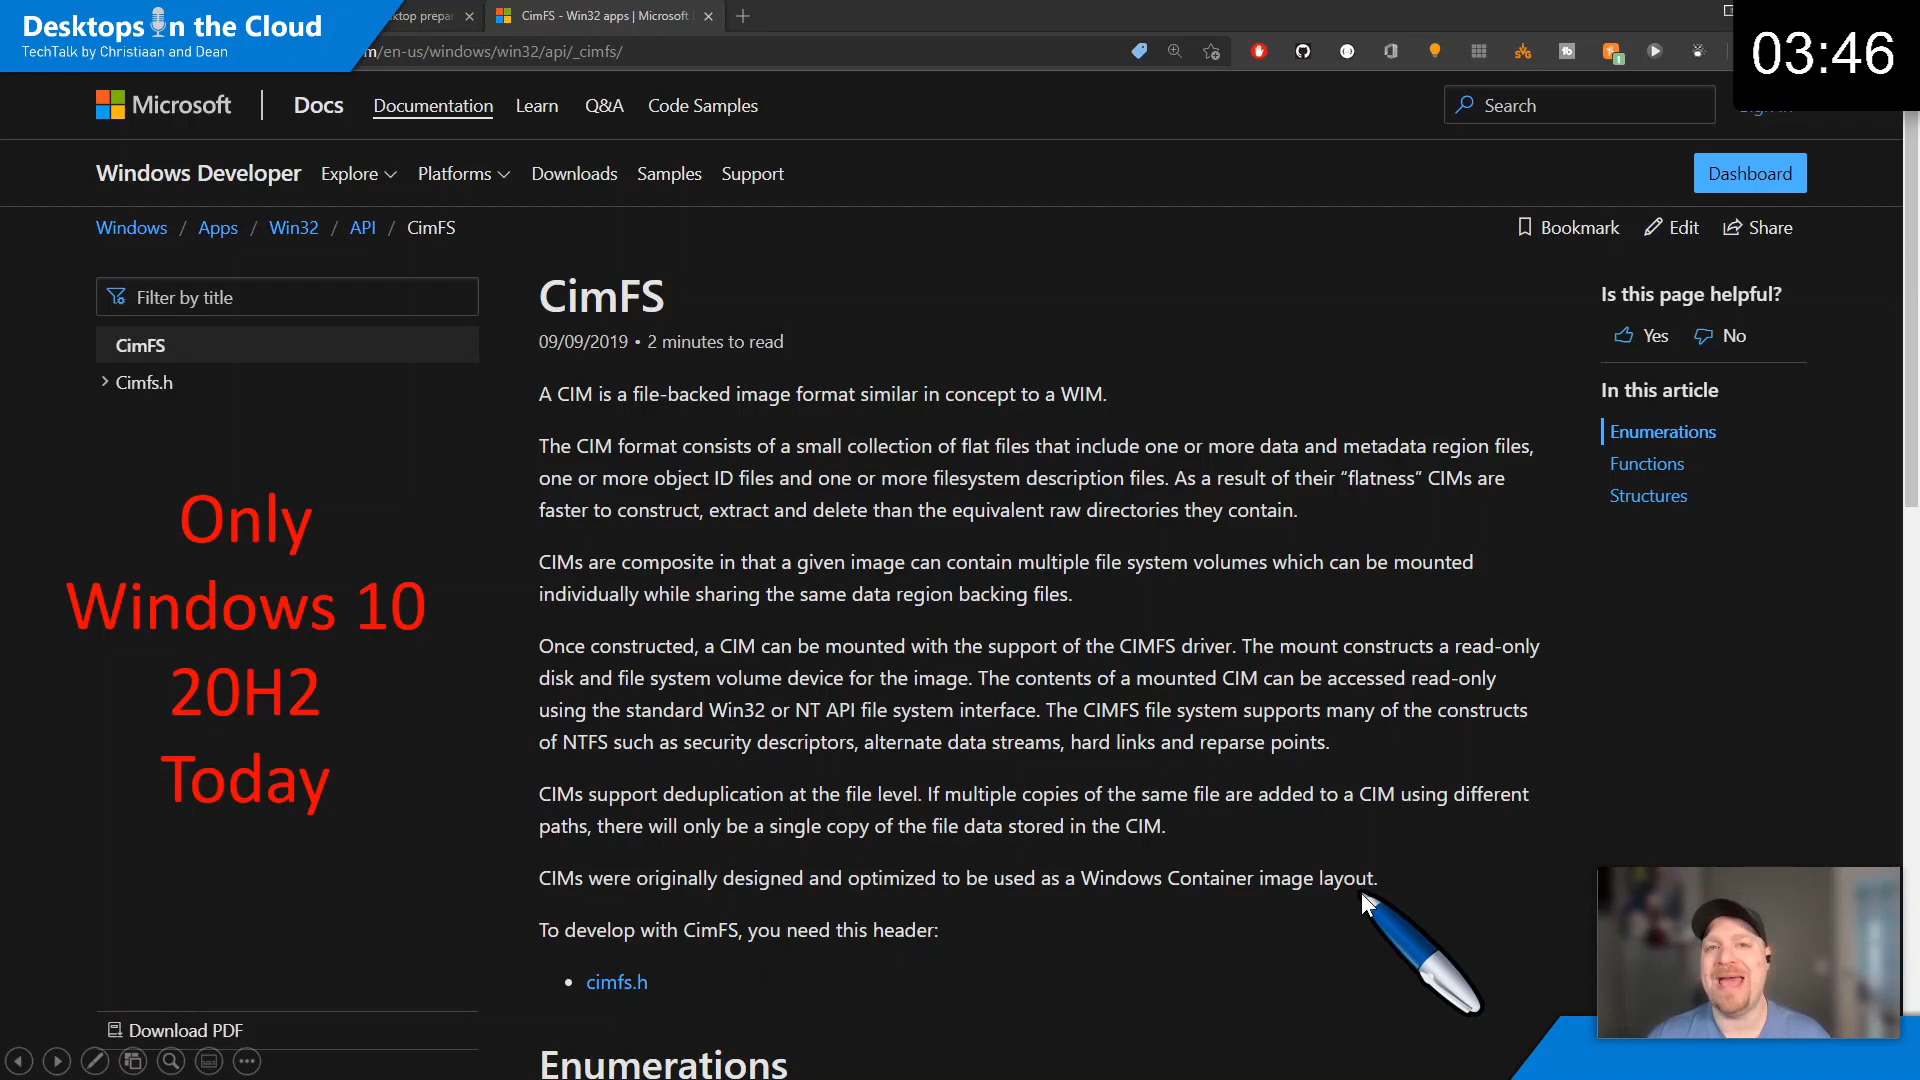 Desktops in the Cloud
TechTalk by Christiaan and Dean
ktop prepar
CimFS - Win32 apps | Microsoft
m/en-us/windows/win32/api/_cimfs/
03:46
Microsoft
Docs
Documentation
Learn
Q&A
Code Samples
Search
Windows Developer
Explore
Platforms
Downloads
Samples
Support
Dashboard
Windows / Apps / Win32 / API / CimFS
Bookmark
Edit
Share
Filter by title
CimFS
Cimfs.h
Only
Windows 10
20H2
Today
Download PDF
CimFS
09/09/2019 • 2 minutes to read
A CIM is a file-backed image format similar in concept to a WIM.
The CIM format consists of a small collection of flat files that include one or more data and metadata region files,
one or more object ID files and one or more filesystem description files. As a result of their “flatness” CIMs are
faster to construct, extract and delete than the equivalent raw directories they contain.
CIMs are composite in that a given image can contain multiple file system volumes which can be mounted
individually while sharing the same data region backing files.
Once constructed, a CIM can be mounted with the support of the CIMFS driver. The mount constructs a read-only
disk and file system volume device for the image. The contents of a mounted CIM can be accessed read-only
using the standard Win32 or NT API file system interface. The CIMFS file system supports many of the constructs
of NTFS such as security descriptors, alternate data streams, hard links and reparse points.
CIMs support deduplication at the file level. If multiple copies of the same file are added to a CIM using different
paths, there will only be a single copy of the file data stored in the CIM.
CIMs were originally designed and optimized to be used as a Windows Container image layout.
To develop with CimFS, you need this header:
• cimfs.h
Enumerations
Is this page helpful?
Yes
No
In this article
Enumerations
Functions
Structures